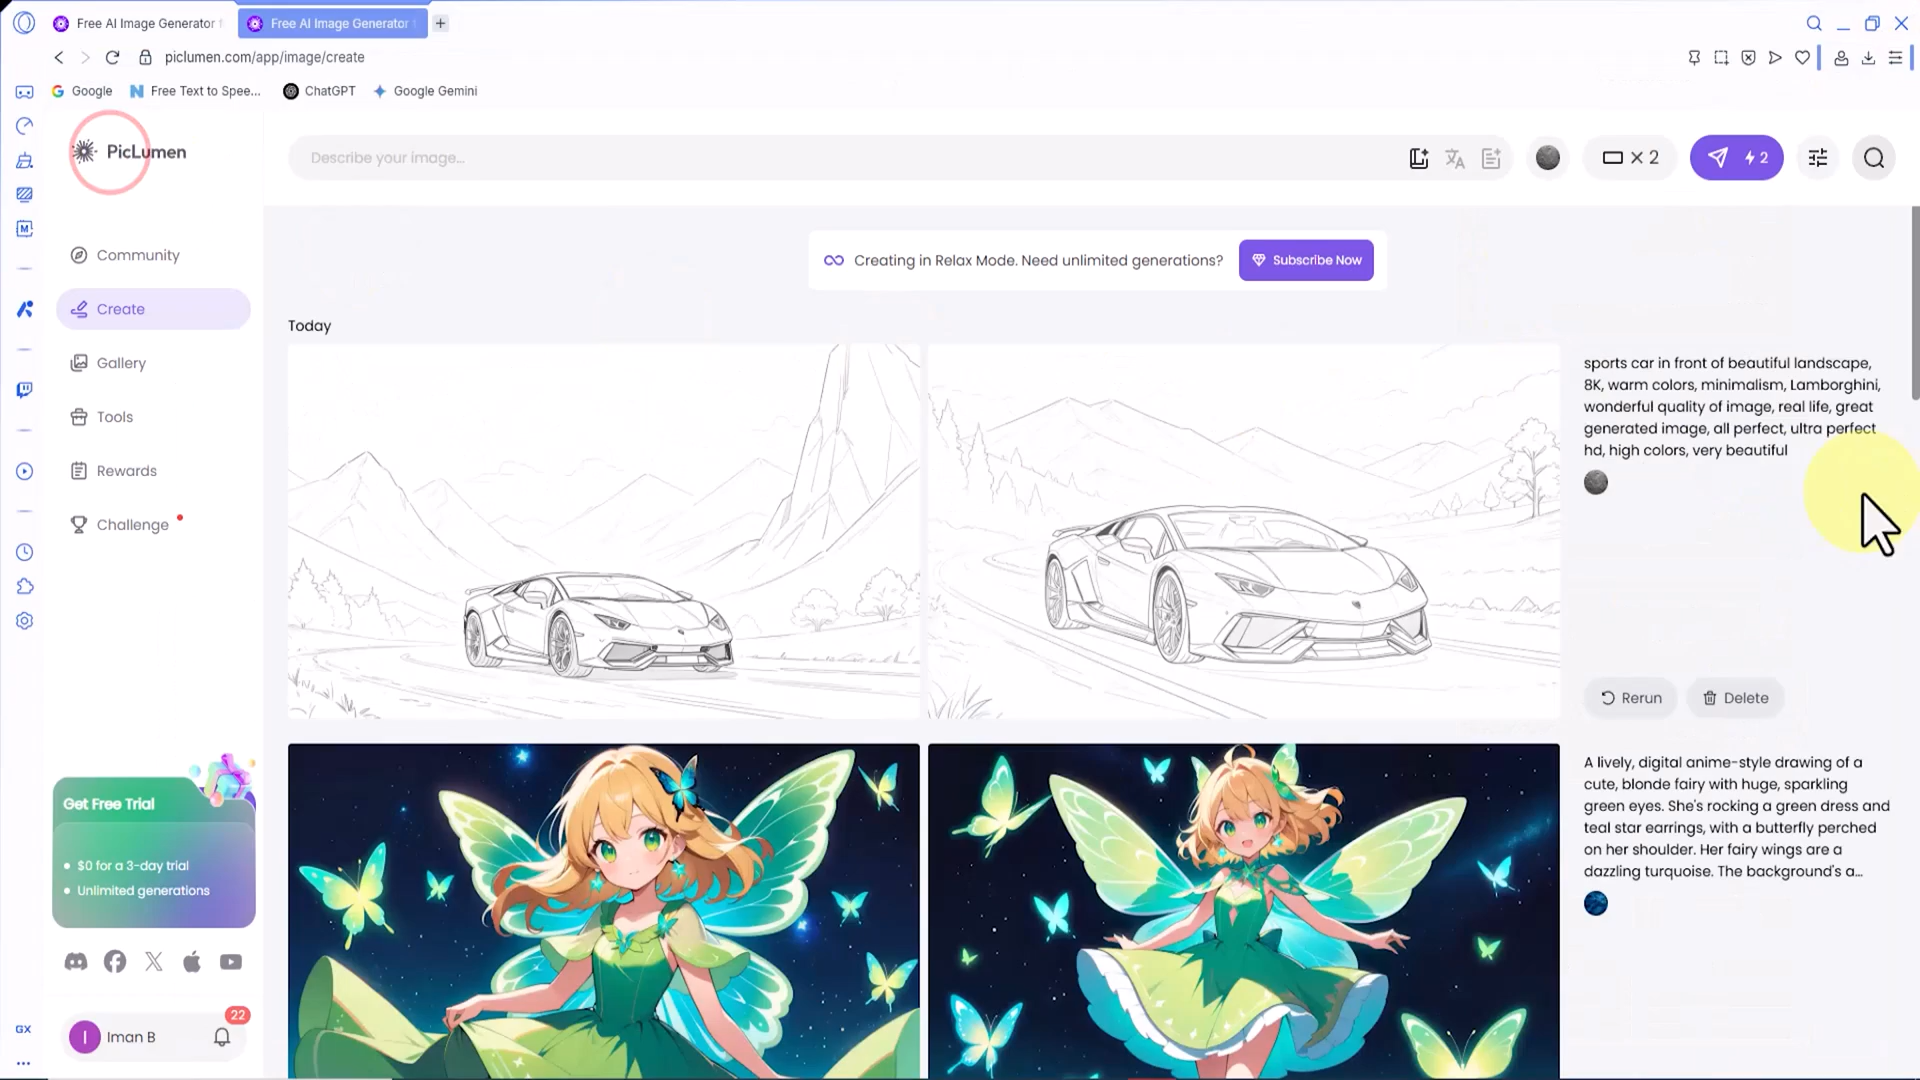 Free AI Image Generator f
Free AI Image Generator
piclumen.com/app/image/create
Google
Free Text to Spee...
ChatGPT
Google Gemini
PicLumen
Describe your image...
× 2
2
Creating in Relax Mode. Need unlimited generations?
Subscribe Now
Community
Create
Gallery
Tools
Rewards
Challenge
Today
sports car in front of beautiful landscape,
8K, warm colors, minimalism, Lamborghini,
wonderful quality of image, real life, great
generated image, all perfect, ultra perfect
hd, high colors, very beautiful
Rerun
Delete
A lively, digital anime-style drawing of a
cute, blonde fairy with huge, sparkling
green eyes. She's rocking a green dress and
teal star earrings, with a butterfly perched
on her shoulder. Her fairy wings are a
dazzling turquoise. The background's a...
Get Free Trial
• $0 for a 3-day trial
• Unlimited generations
22
I
Iman B
GX
M